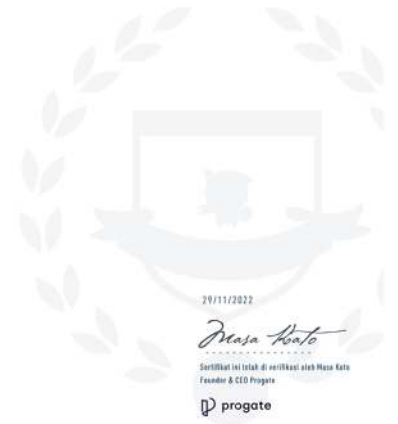 29/11/2022
Masa Kato
Sertifikat ini telah di verifikasi oleh Masa Kato
Founder & CEO Progate
progate